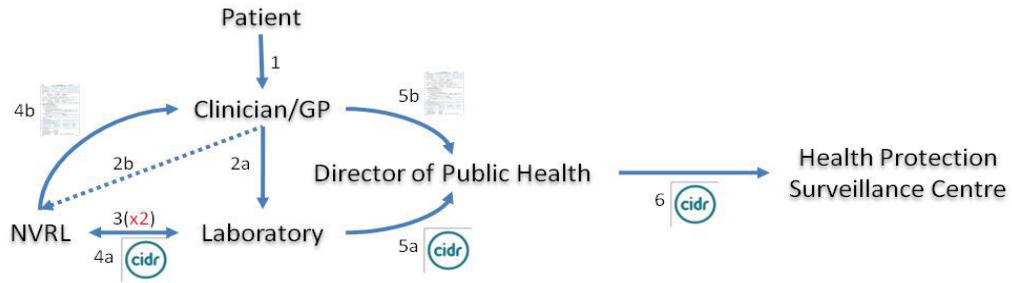 Patient
1
4b
Clinician/GP
5b
2b
2a
Director of Public Health
Health Protection
Surveillance Centre
6
cidr
NVRL
3(x2)
Laboratory
4a
cidr
5a
cidr